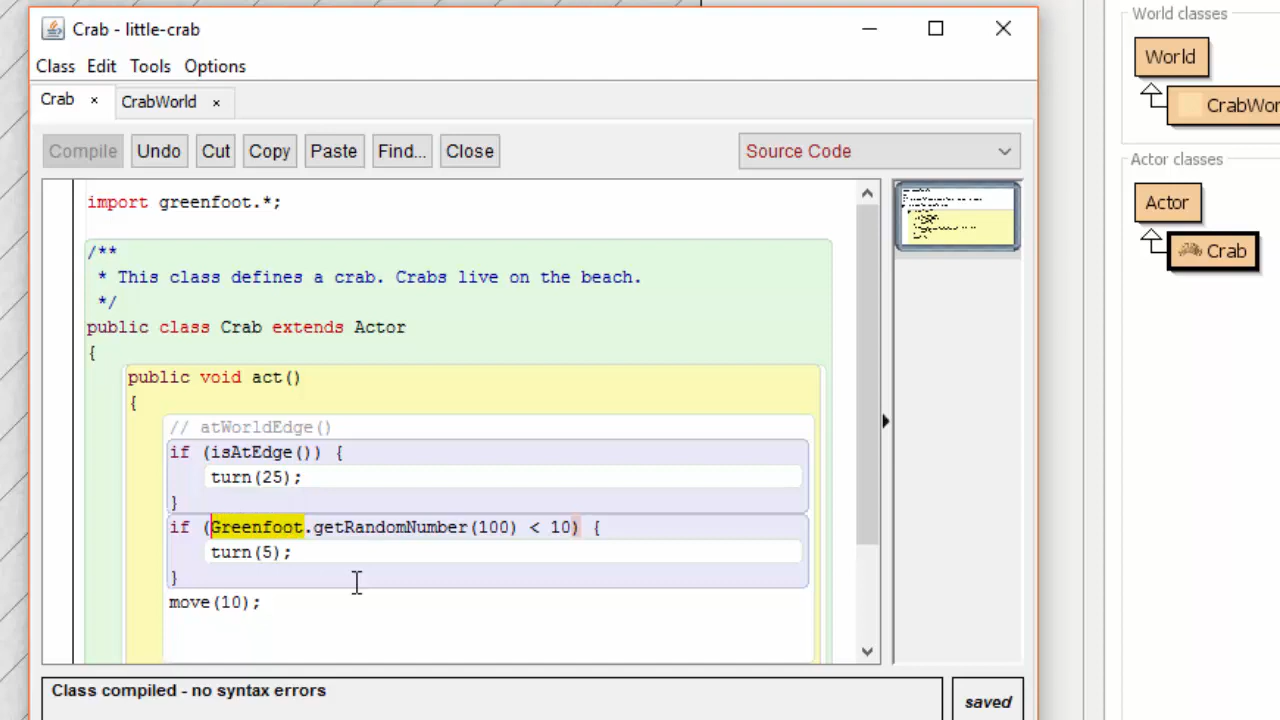 Crab - little-crab
Class Edit Tools Options
Crab × CrabWorld ×
Compile Undo Cut Copy Paste Find... Close Source Code
import greenfoot.*;
/**
* This class defines a crab. Crabs live on the beach.
*/
public class Crab extends Actor
{
public void act()
{
// atWorldEdge()
if (isAtEdge()) {
turn(25);
}
if (Greenfoot.getRandomNumber(100) < 10) {
turn(5);
}
move(10);
Class compiled - no syntax errors
saved
World classes
World
CrabWor
Actor classes
Actor
Crab